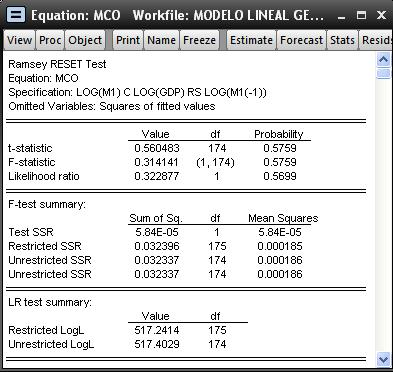 Equation: MCO Workfile: MODELO LINEAL GE...
View Proc Object Print Name Freeze Estimate Forecast Stats Resids
Ramsey RESET Test
Equation: MCO
Specification: LOG(M1) C LOG(GDP) RS LOG(M1(-1))
Omitted Variables: Squares of fitted values
Value df Probability
t-statistic 0.560483 174 0.5759
F-statistic 0.314141 (1, 174) 0.5759
Likelihood ratio 0.322877 1 0.5699
F-test summary:
Sum of Sq. df Mean Squares
Test SSR 5.84E-05 1 5.84E-05
Restricted SSR 0.032396 175 0.000185
Unrestricted SSR 0.032337 174 0.000186
Unrestricted SSR 0.032337 174 0.000186
LR test summary:
Value df
Restricted LogL 517.2414 175
Unrestricted LogL 517.4029 174